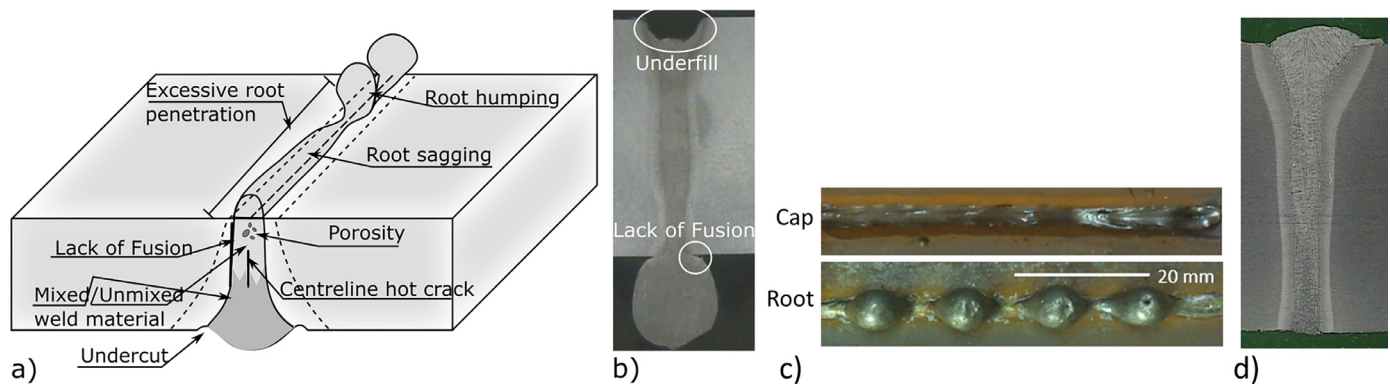 Excessive root
penetration
Root humping
Root sagging
Lack of Fusion
Porosity
Mixed/Unmixed
weld material
Centreline hot crack
Undercut
a)
Underfill
Lack of Fusion
b)
Cap
Root
20 mm
c)
d)